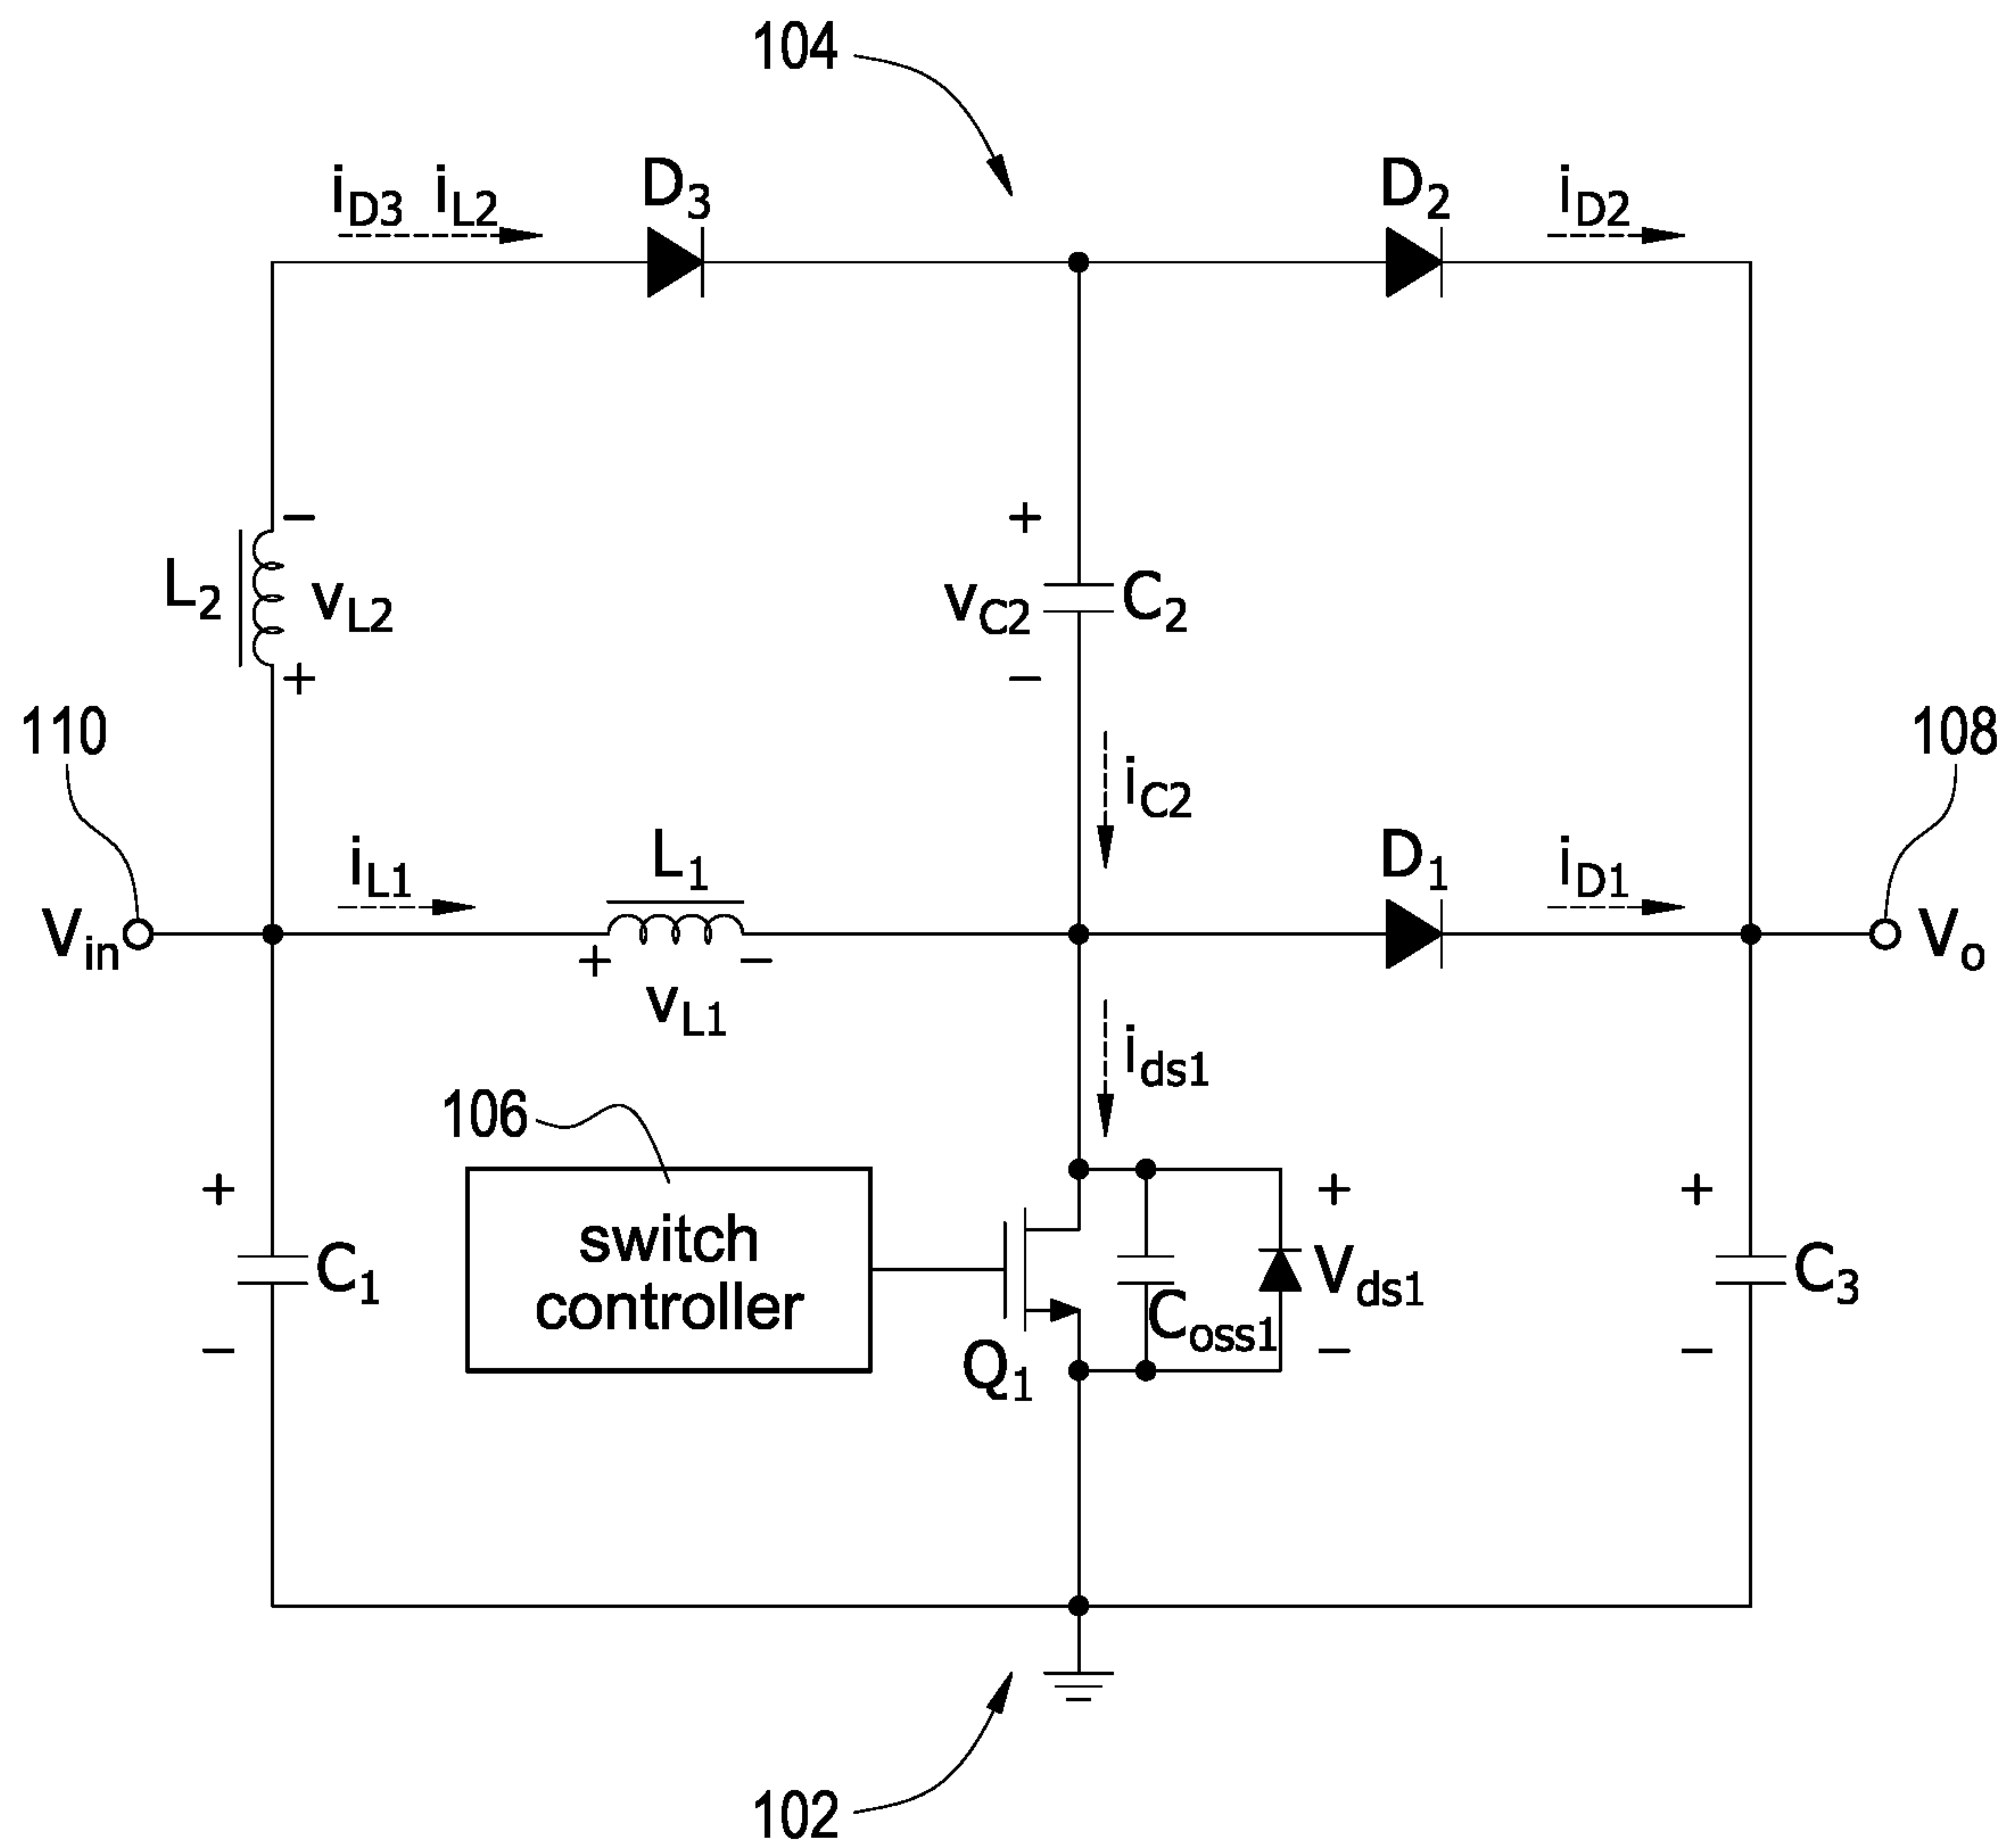 104
iD3 iL2
D3
D2
iD2
−
+
L2
vL2
vC2
C2
+
−
110
108
iC2
iL1
L1
D1
iD1
Vin
Vo
+ −
vL1
ids1
106
+
+
+
switch
controller
C1
Coss1
Vds1
C3
−
Q1
−
−
102